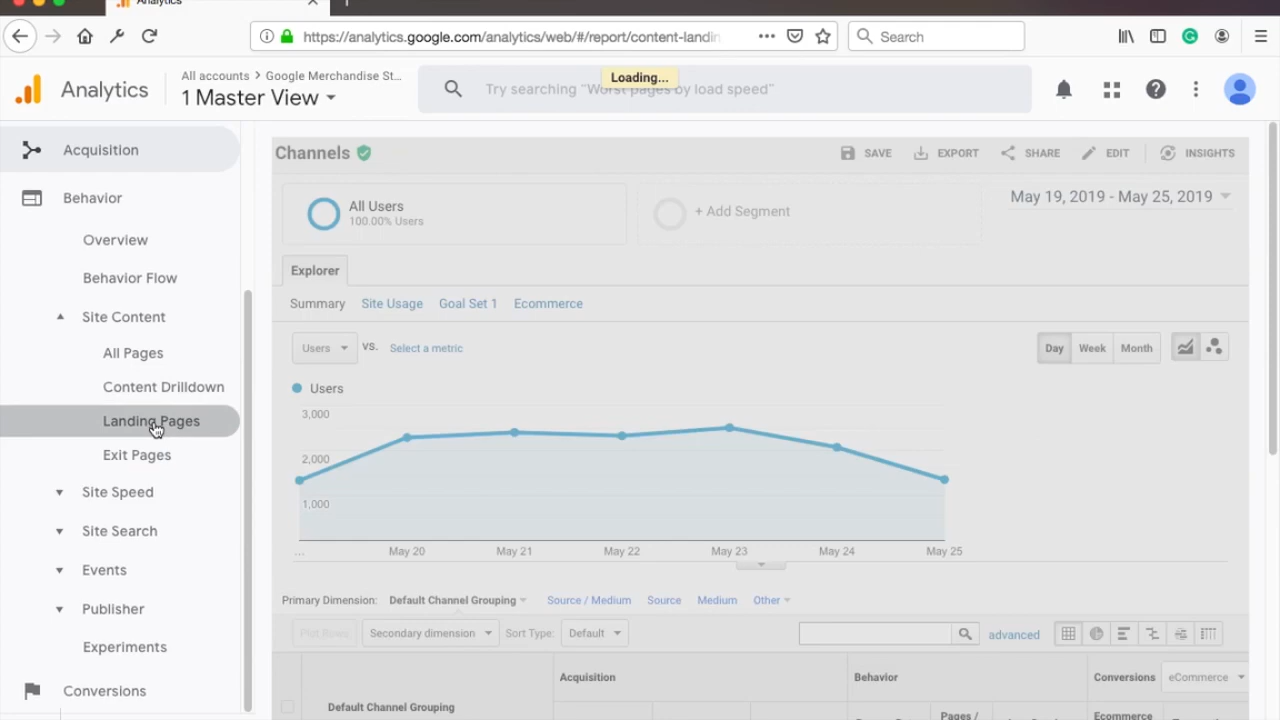 Analytics
https://analytics.google.com/analytics/web/#/report/content-landin
Search
Analytics
All accounts > Google Merchandise St...
1 Master View
Try searching "Worst pages by load speed"
Loading...
Acquisition
Behavior
Overview
Behavior Flow
Site Content
All Pages
Content Drilldown
Landing Pages
Exit Pages
Site Speed
Site Search
Events
Publisher
Experiments
Conversions
Channels
SAVE
EXPORT
SHARE
EDIT
INSIGHTS
All Users
100.00% Users
+ Add Segment
May 19, 2019 - May 25, 2019
Explorer
Summary Site Usage Goal Set 1 Ecommerce
Users VS. Select a metric
Day Week Month
Users
3,000
2,000
1,000
... May 20 May 21 May 22 May 23 May 24 May 25
Primary Dimension: Default Channel Grouping Source / Medium Source Medium Other
Plot Rows Secondary dimension Sort Type: Default advanced
Acquisition Behavior Conversions eCommerce
Default Channel Grouping
Pages /
Ecommerce